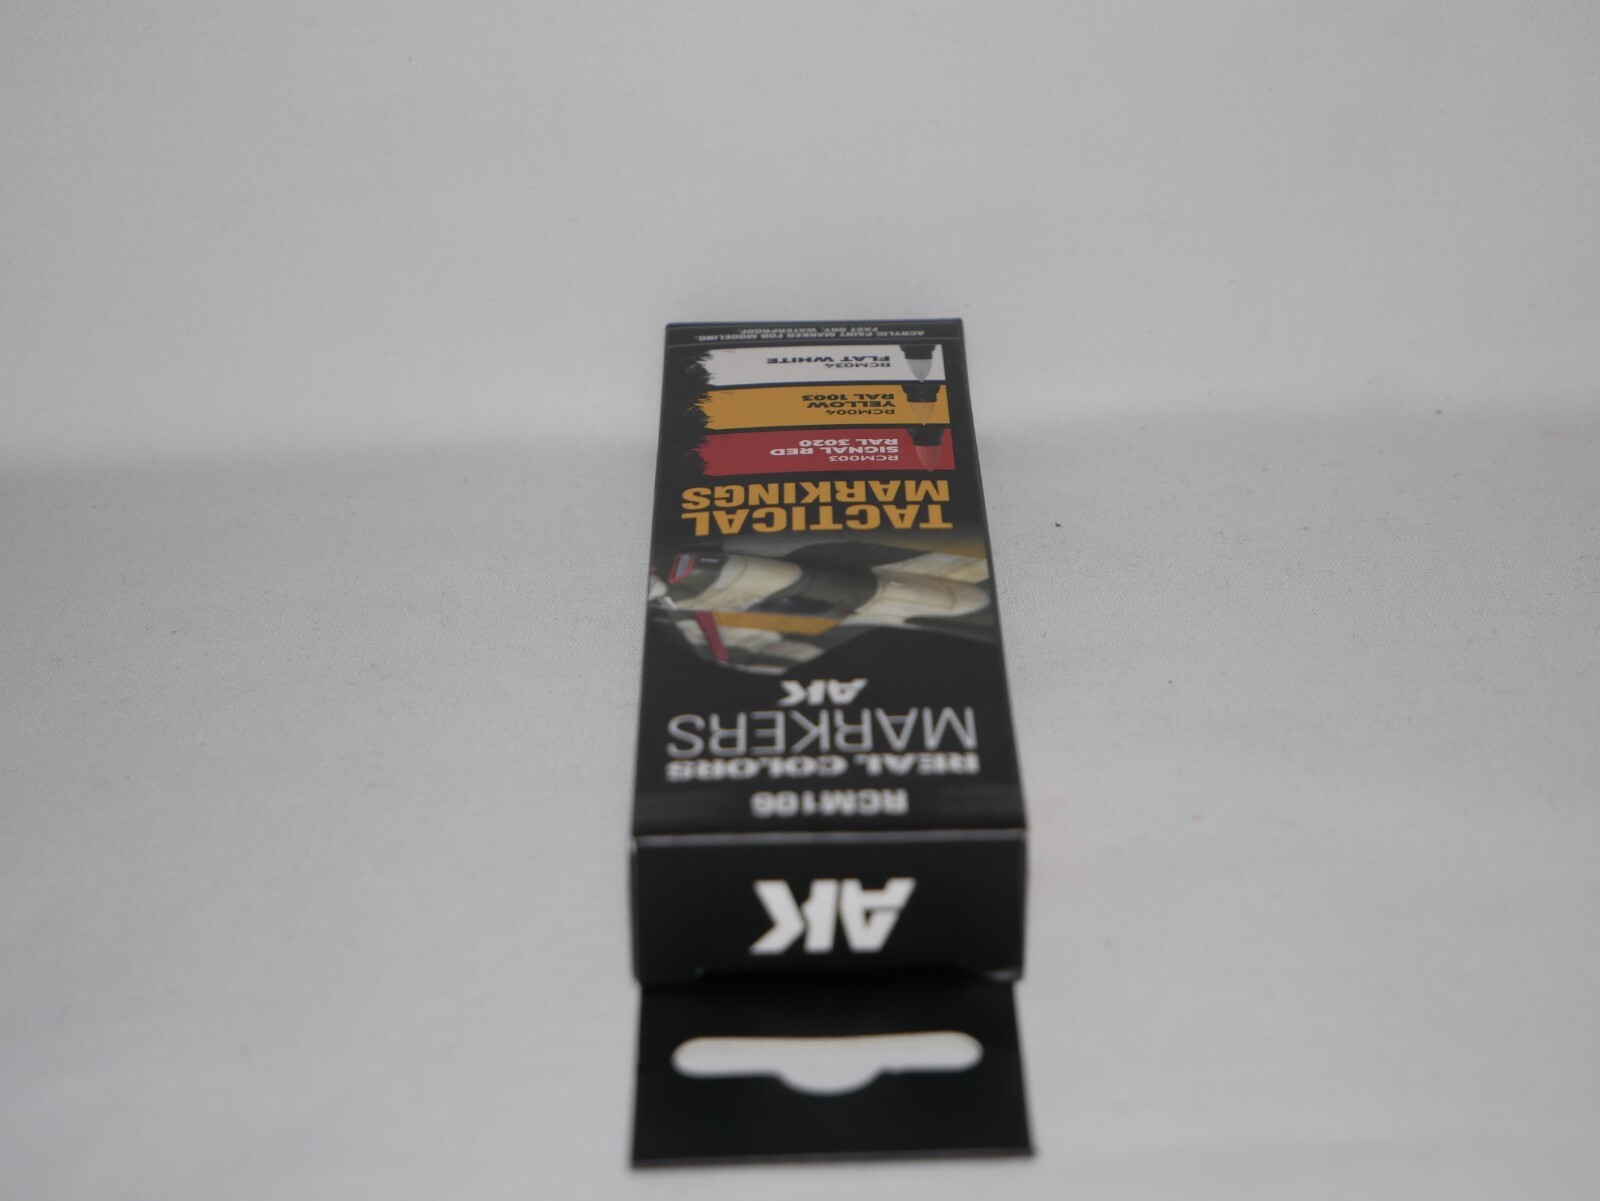 AK
RCM106
REAL COLORS
MARKERS
AK
TACTICAL
MARKINGS
RCM003
SIGNAL RED
RAL 3020
RCM004
YELLOW
RAL 1003
RCM034
FLAT WHITE
ACRYLIC PAINT MARKER FOR MODELING.
FAST DRY. WATERPROOF.